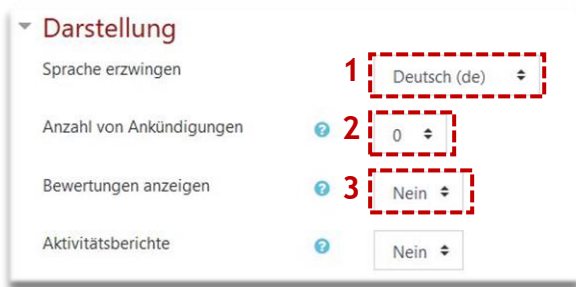 Darstellung
Sprache erzwingen 1 Deutsch (de)
Anzahl von Ankündigungen 2 0
Bewertungen anzeigen 3 Nein
Aktivitätsberichte Nein